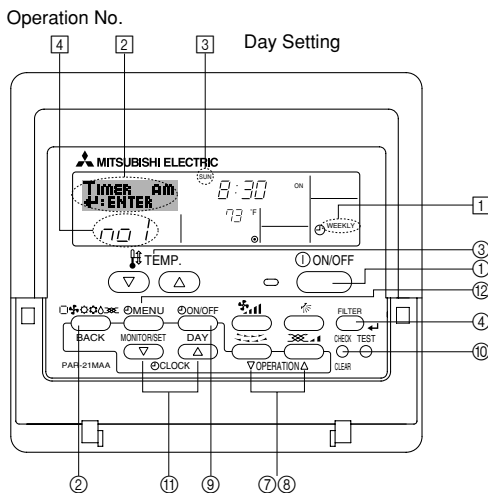 Operation No.
4 2 3 Day Setting
MITSUBISHI ELECTRIC
SUN
TIMER AM 8:30 ON
↵:ENTER
73 °F
no 1 WEEKLY
1
TEMP. ON/OFF
③
①
⑫
MENU ON/OFF FILTER
④
BACK MONITOR/SET DAY CHECK TEST
PAR-21MAA CLOCK ▽OPERATION△ CLEAR
⑩
② ⑪ ⑨ ⑦⑧